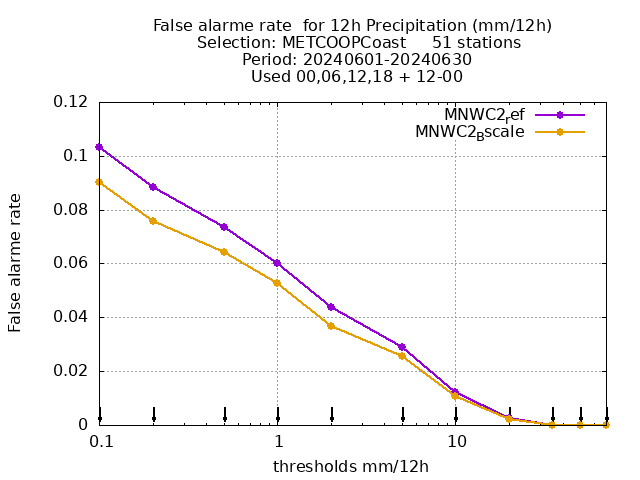 False alarme rate  for 12h Precipitation (mm/12h)
Selection: METCOOPCoast     51 stations
Period: 20240601-20240630
Used 00,06,12,18 + 12-00
MNWC2_ref
MNWC2_Bscale
0.12
0.1
0.08
0.06
0.04
0.02
0
False alarme rate
0.1 1 10
thresholds mm/12h